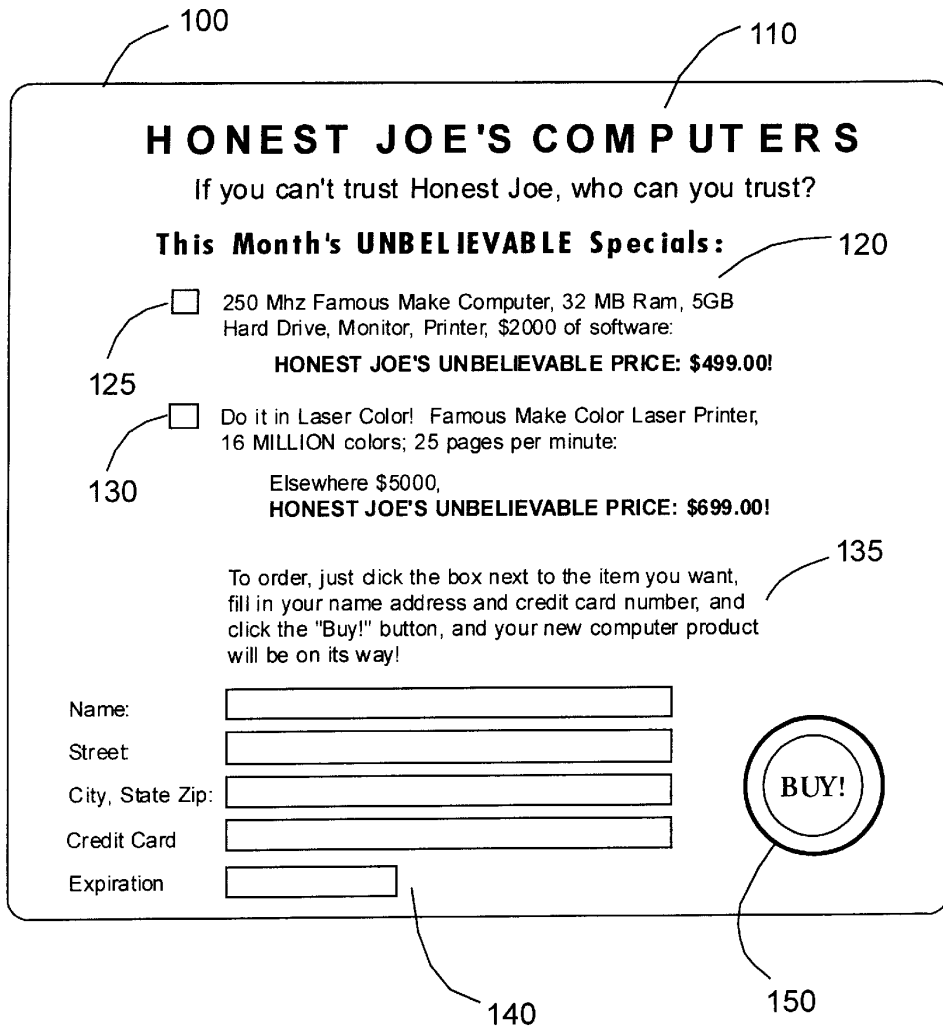 100
110
HONEST JOE'S COMPUTERS
If you can't trust Honest Joe, who can you trust?
This Month's UNBELIEVABLE Specials:
120
250 Mhz Famous Make Computer, 32 MB Ram, 5GB
Hard Drive, Monitor, Printer, $2000 of software:
HONEST JOE'S UNBELIEVABLE PRICE: $499.00!
125
Do it in Laser Color! Famous Make Color Laser Printer,
16 MILLION colors; 25 pages per minute:
130
Elsewhere $5000,
HONEST JOE'S UNBELIEVABLE PRICE: $699.00!
135
To order, just click the box next to the item you want,
fill in your name address and credit card number, and
click the "Buy!" button, and your new computer product
will be on its way!
Name:
Street
City, State Zip:
Credit Card
Expiration
BUY!
140
150